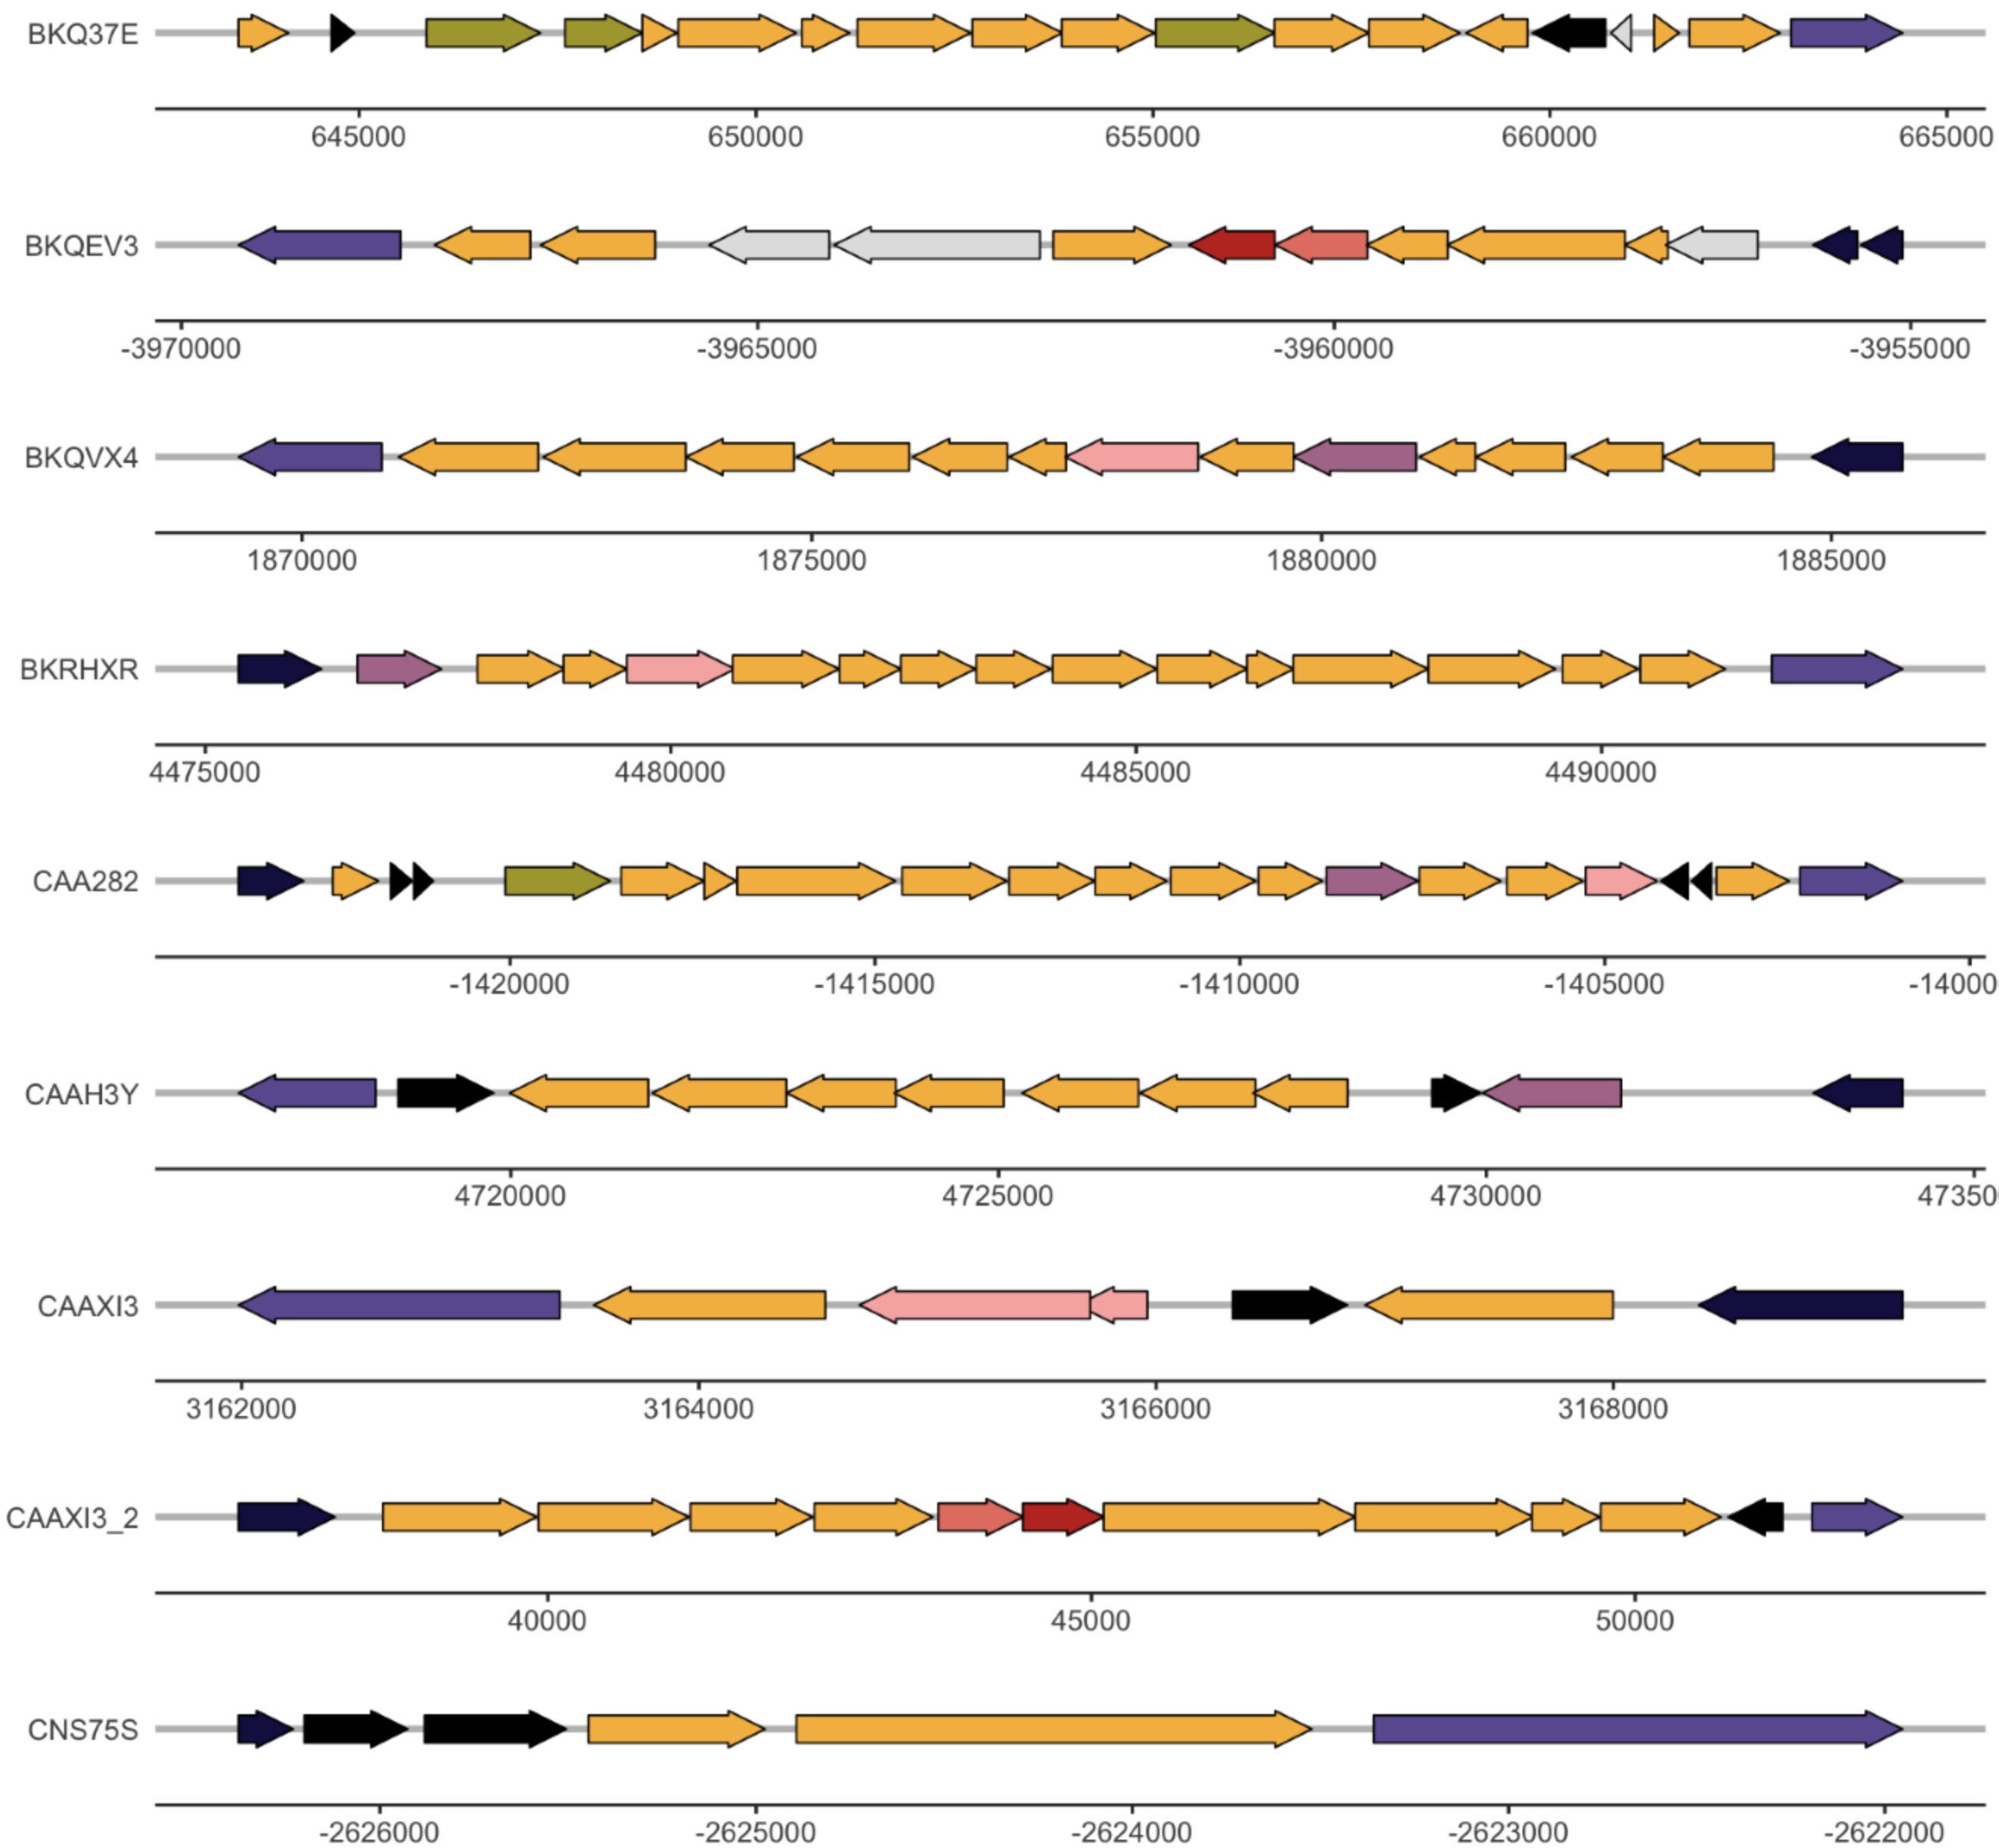 BKQ37E
645000 650000 655000 660000 665000
BKQEV3
-3970000 -3965000 -3960000 -3955000
BKQVX4
1870000 1875000 1880000 1885000
BKRHXR
4475000 4480000 4485000 4490000
CAA282
-1420000 -1415000 -1410000 -1405000 -14000
CAAH3Y
4720000 4725000 4730000 47350
CAAXI3
3162000 3164000 3166000 3168000
CAAXI3_2
40000 45000 50000
CNS75S
-2626000 -2625000 -2624000 -2623000 -2622000